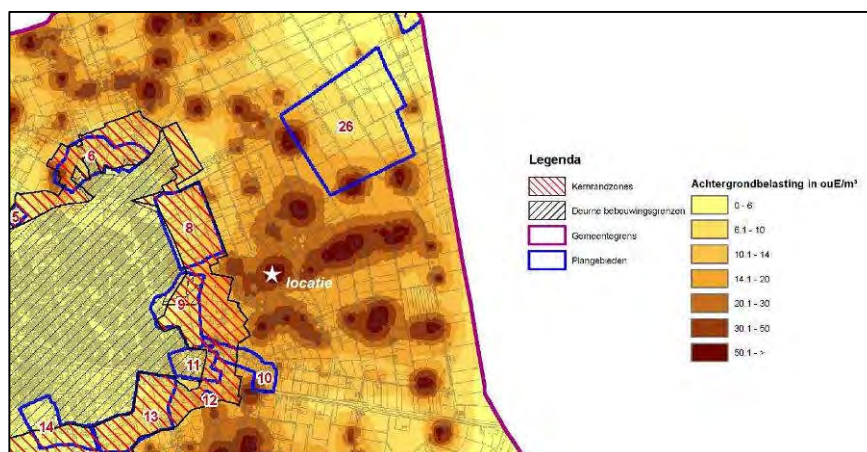 26
6
5
8
locatie
9
11
10
12
13
14
Legenda
Kernrandzones
Deurne bebouwingsgrenzen
Gemeentegrens
Plangebieden
Achtergrondbelasting in ouE/m³
0 - 6
6.1 - 10
10.1 - 14
14.1 - 20
20.1 - 30
30.1 - 50
50.1 - >